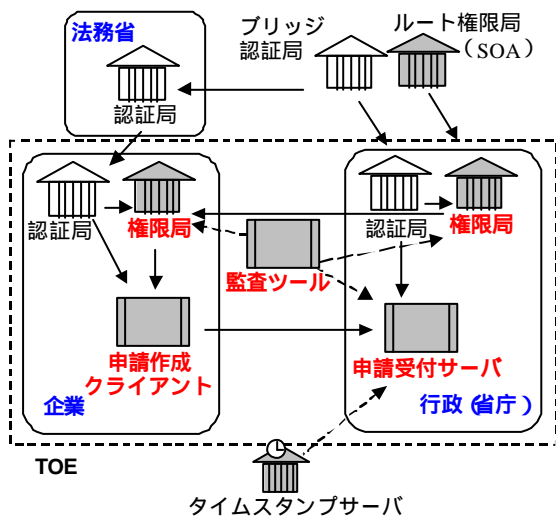 法務省
認証局
ブリッジ
認証局
ルート権限局
（SOA）
認証局
権限局
認証局
権限局
監査ツール
申請作成
クライアント
申請受付サーバ
企業
行政（省庁）
TOE
タイムスタンプサーバ